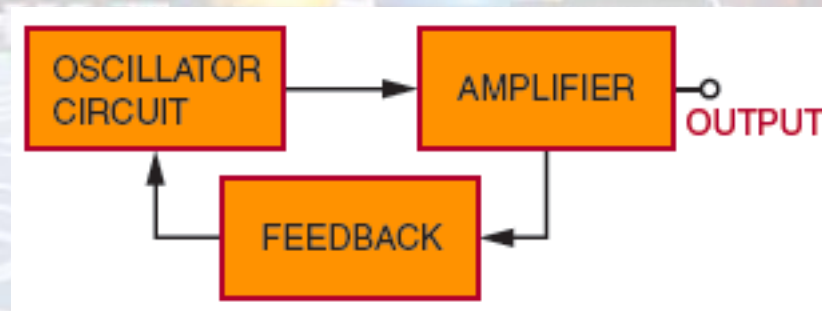 OSCILLATOR
CIRCUIT
AMPLIFIER
OUTPUT
FEEDBACK